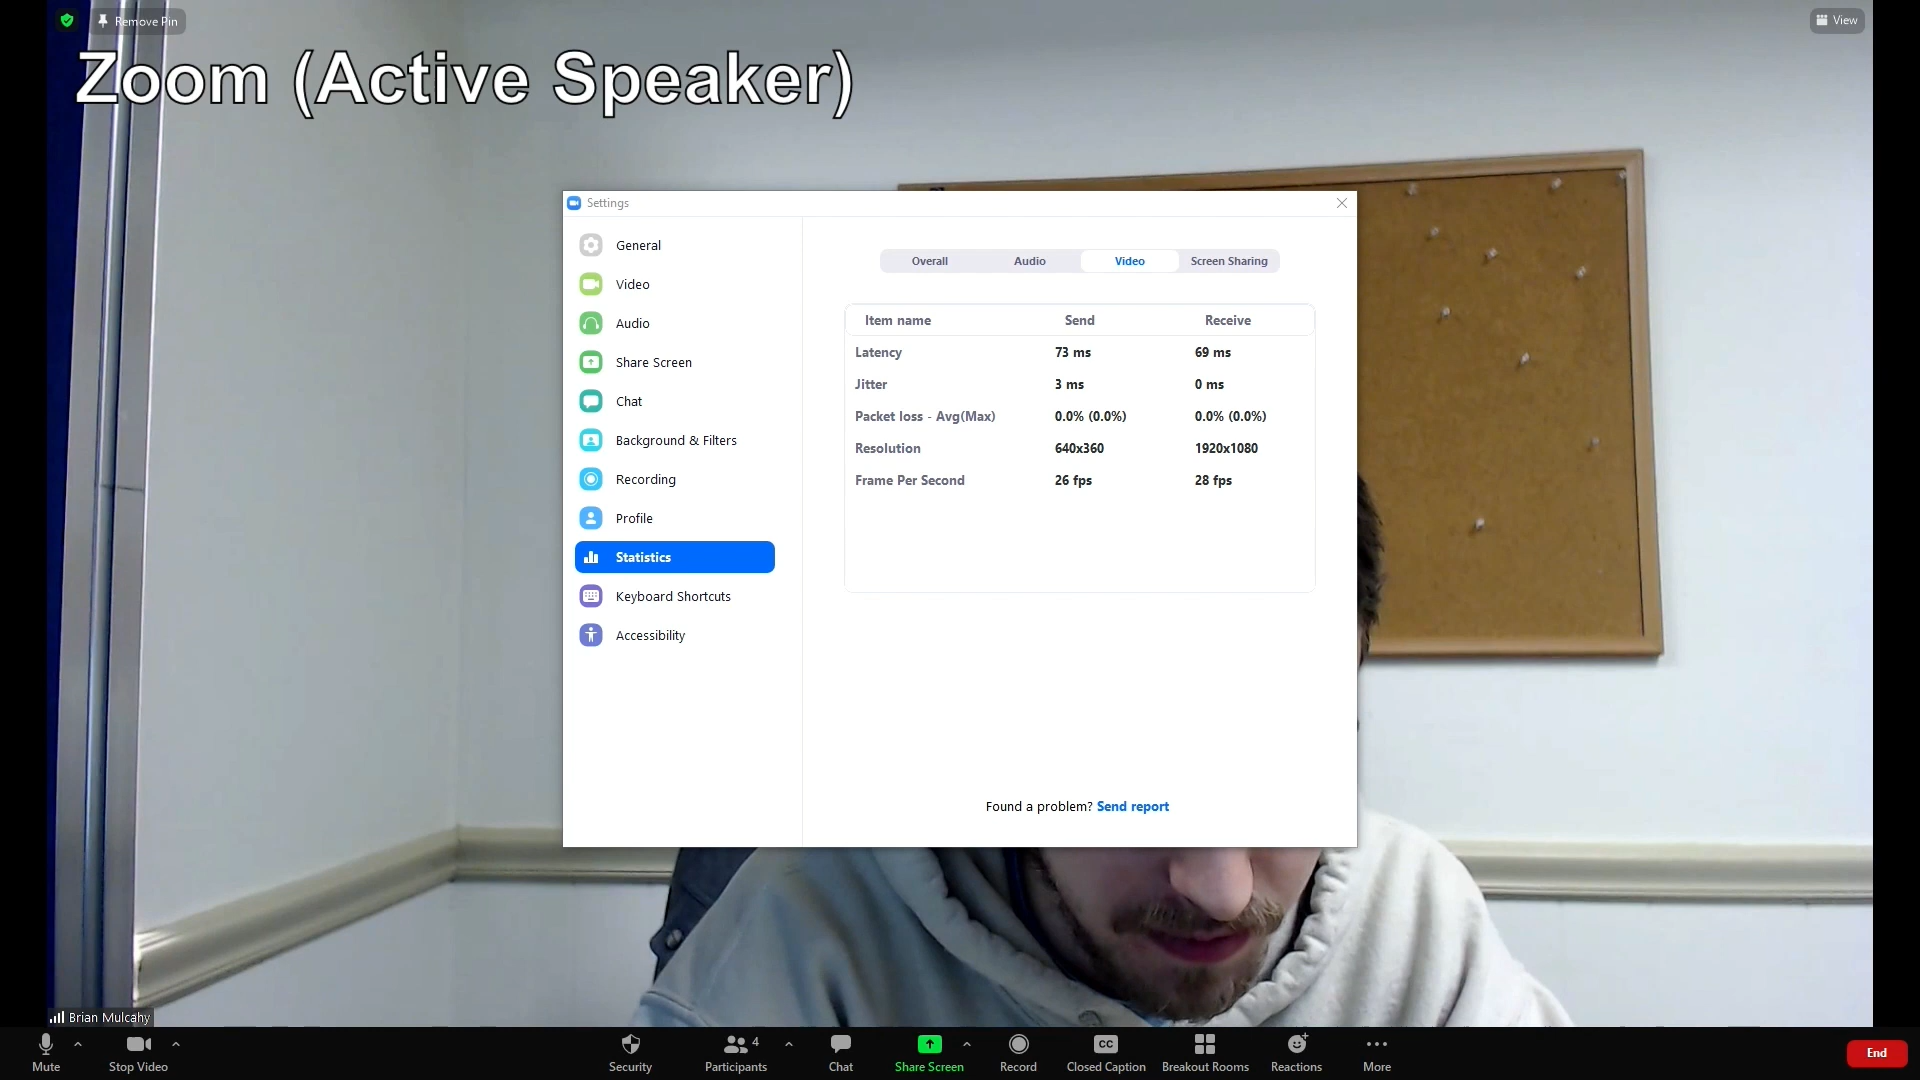 Remove Pin
View
Zoom (Active Speaker)
Settings
General
Video
Audio
Share Screen
Chat
Background & Filters
Recording
Profile
Statistics
Keyboard Shortcuts
Accessibility
Overall Audio Video Screen Sharing
Item name Send Receive
Latency 73 ms 69 ms
Jitter 3 ms 0 ms
Packet loss - Avg(Max) 0.0% (0.0%) 0.0% (0.0%)
Resolution 640x360 1920x1080
Frame Per Second 26 fps 28 fps
Found a problem? Send report
Brian Mulcahy
Mute
Stop Video
Security
Participants 4
Chat
Share Screen
Record
CC
Closed Caption
Breakout Rooms
Reactions
More
End